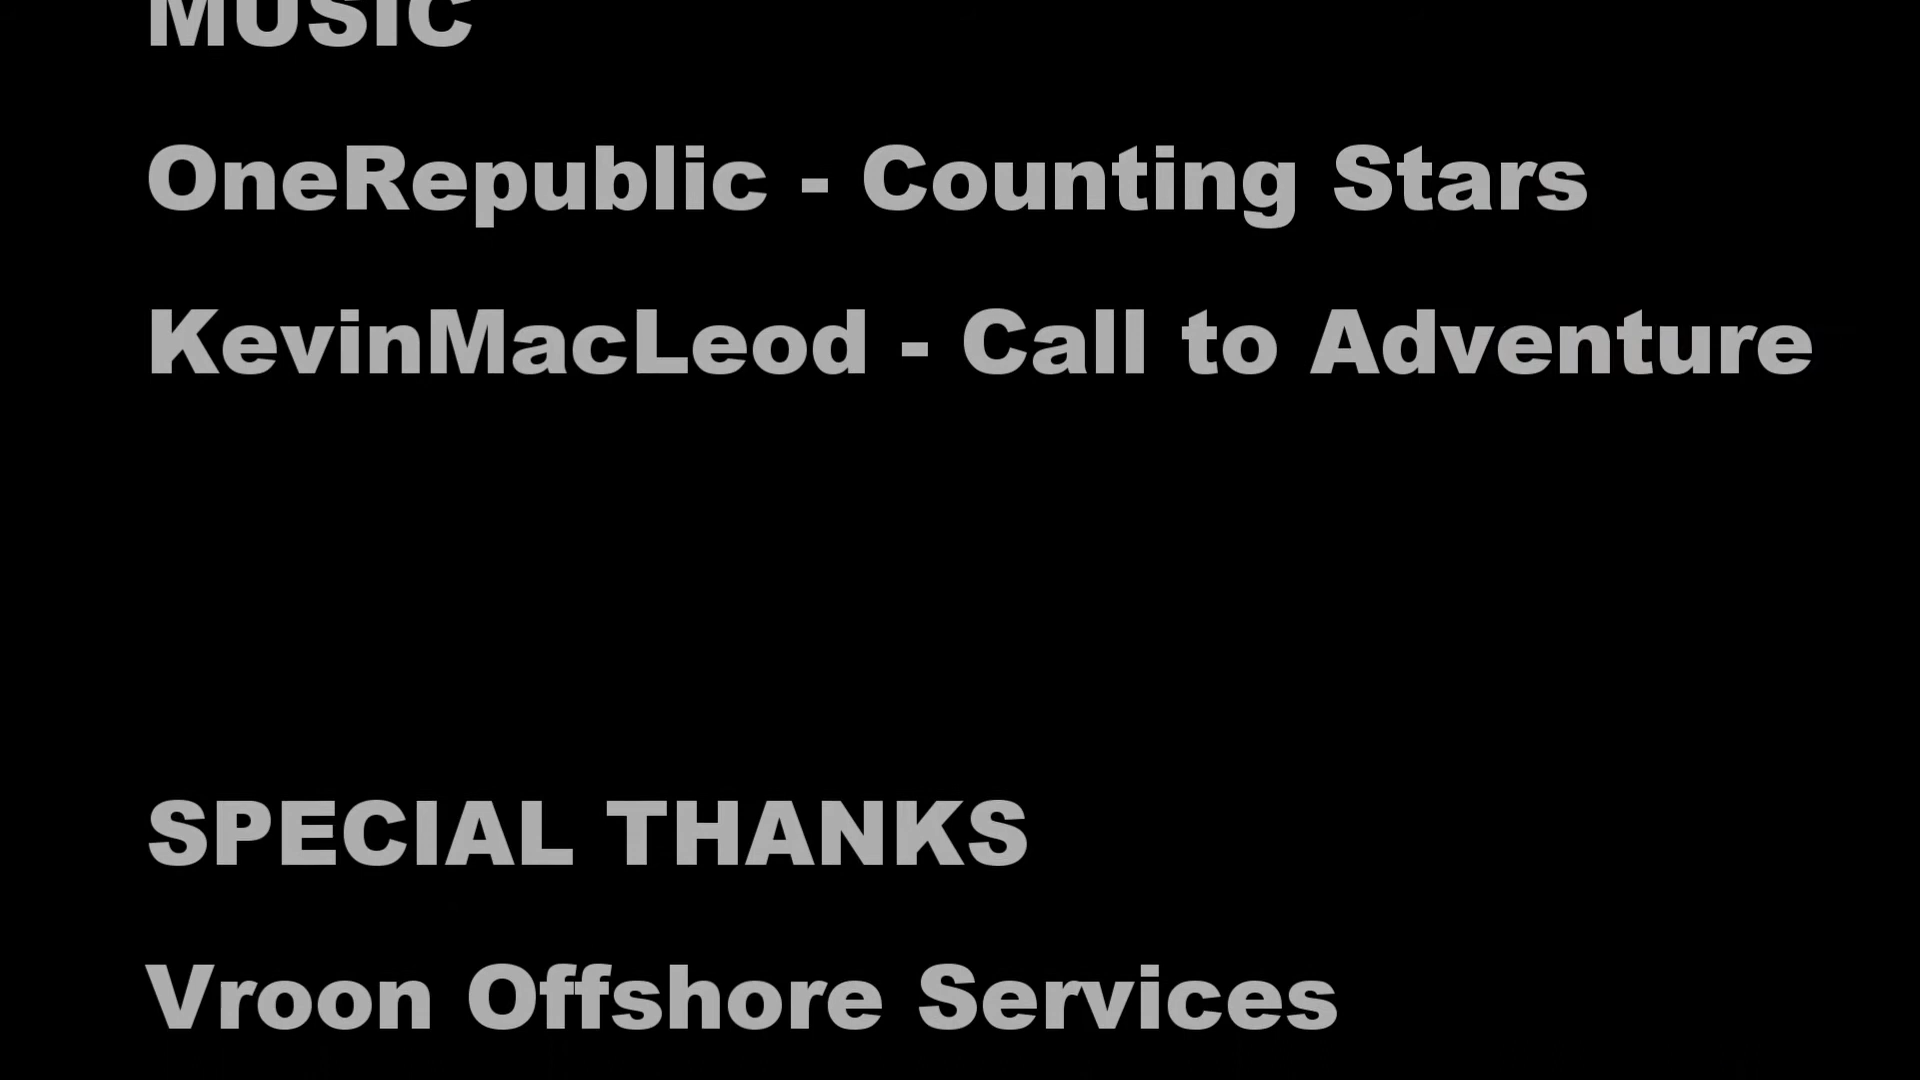 MUSIC
OneRepublic - Counting Stars
KevinMacLeod - Call to Adventure
SPECIAL THANKS
Vroon Offshore Services